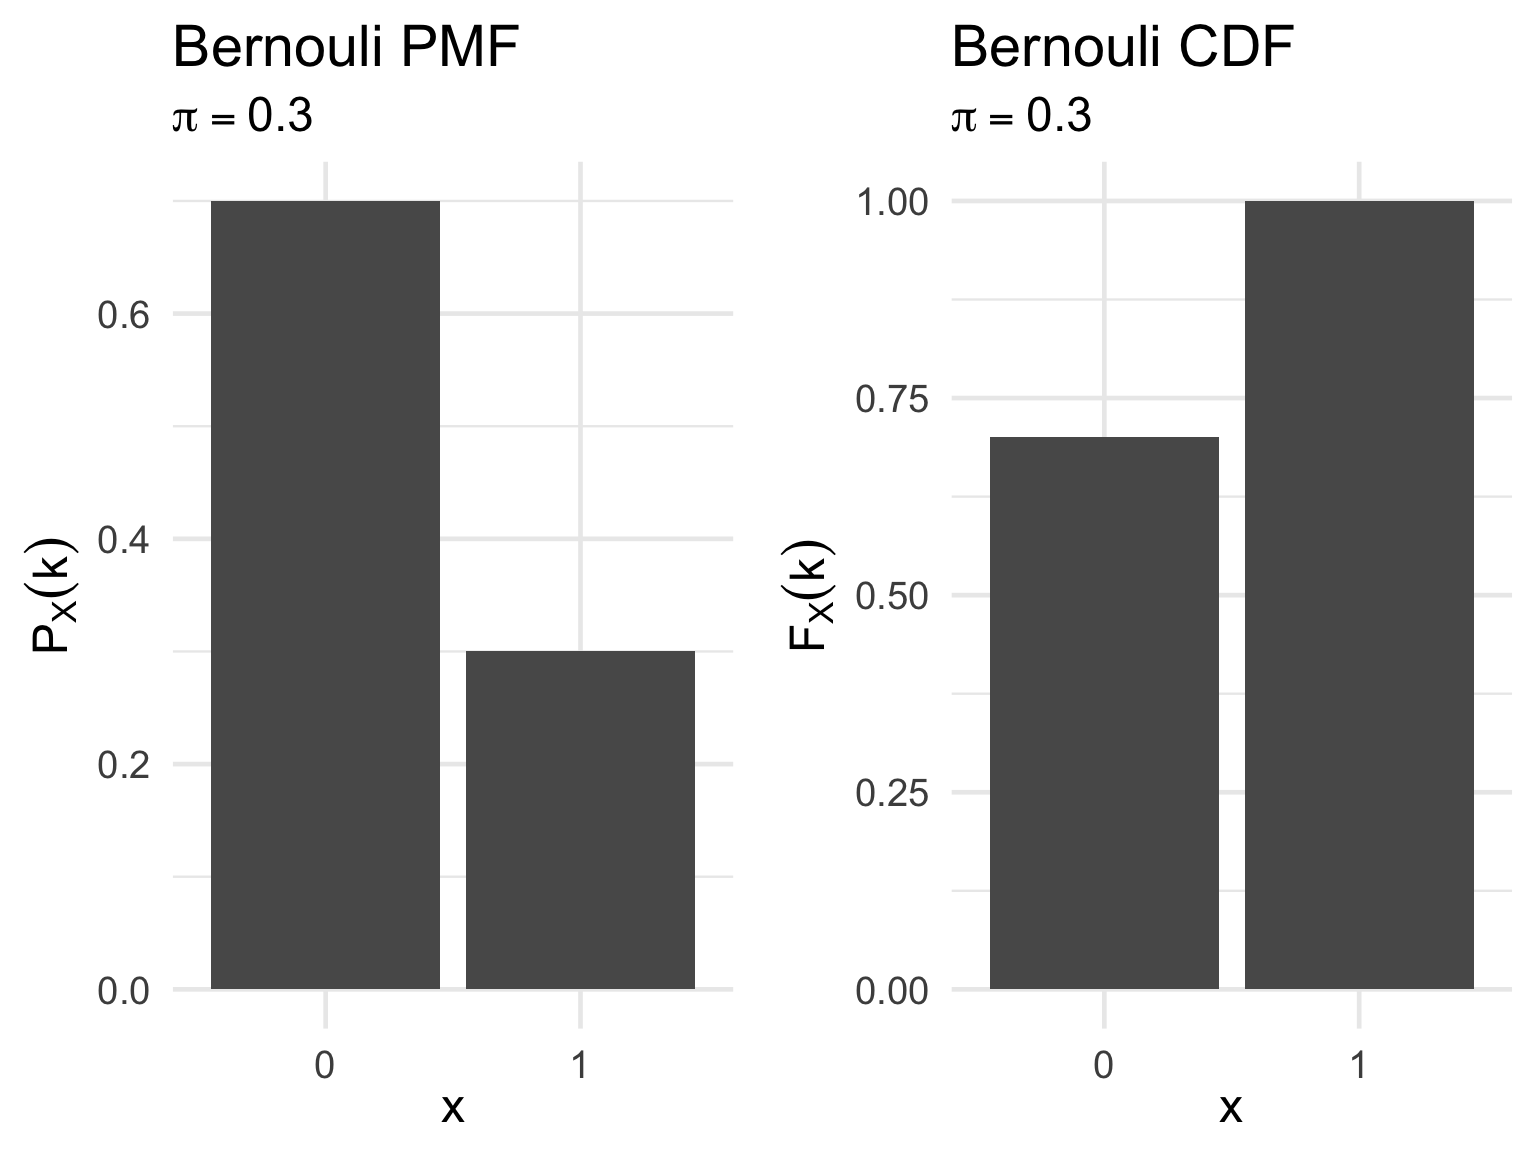 Bernouli PMF
π = 0.3
P_X(k)
0.6
0.4
0.2
0.0
0 1
x
Bernouli CDF
π = 0.3
F_X(k)
1.00
0.75
0.50
0.25
0.00
0 1
x